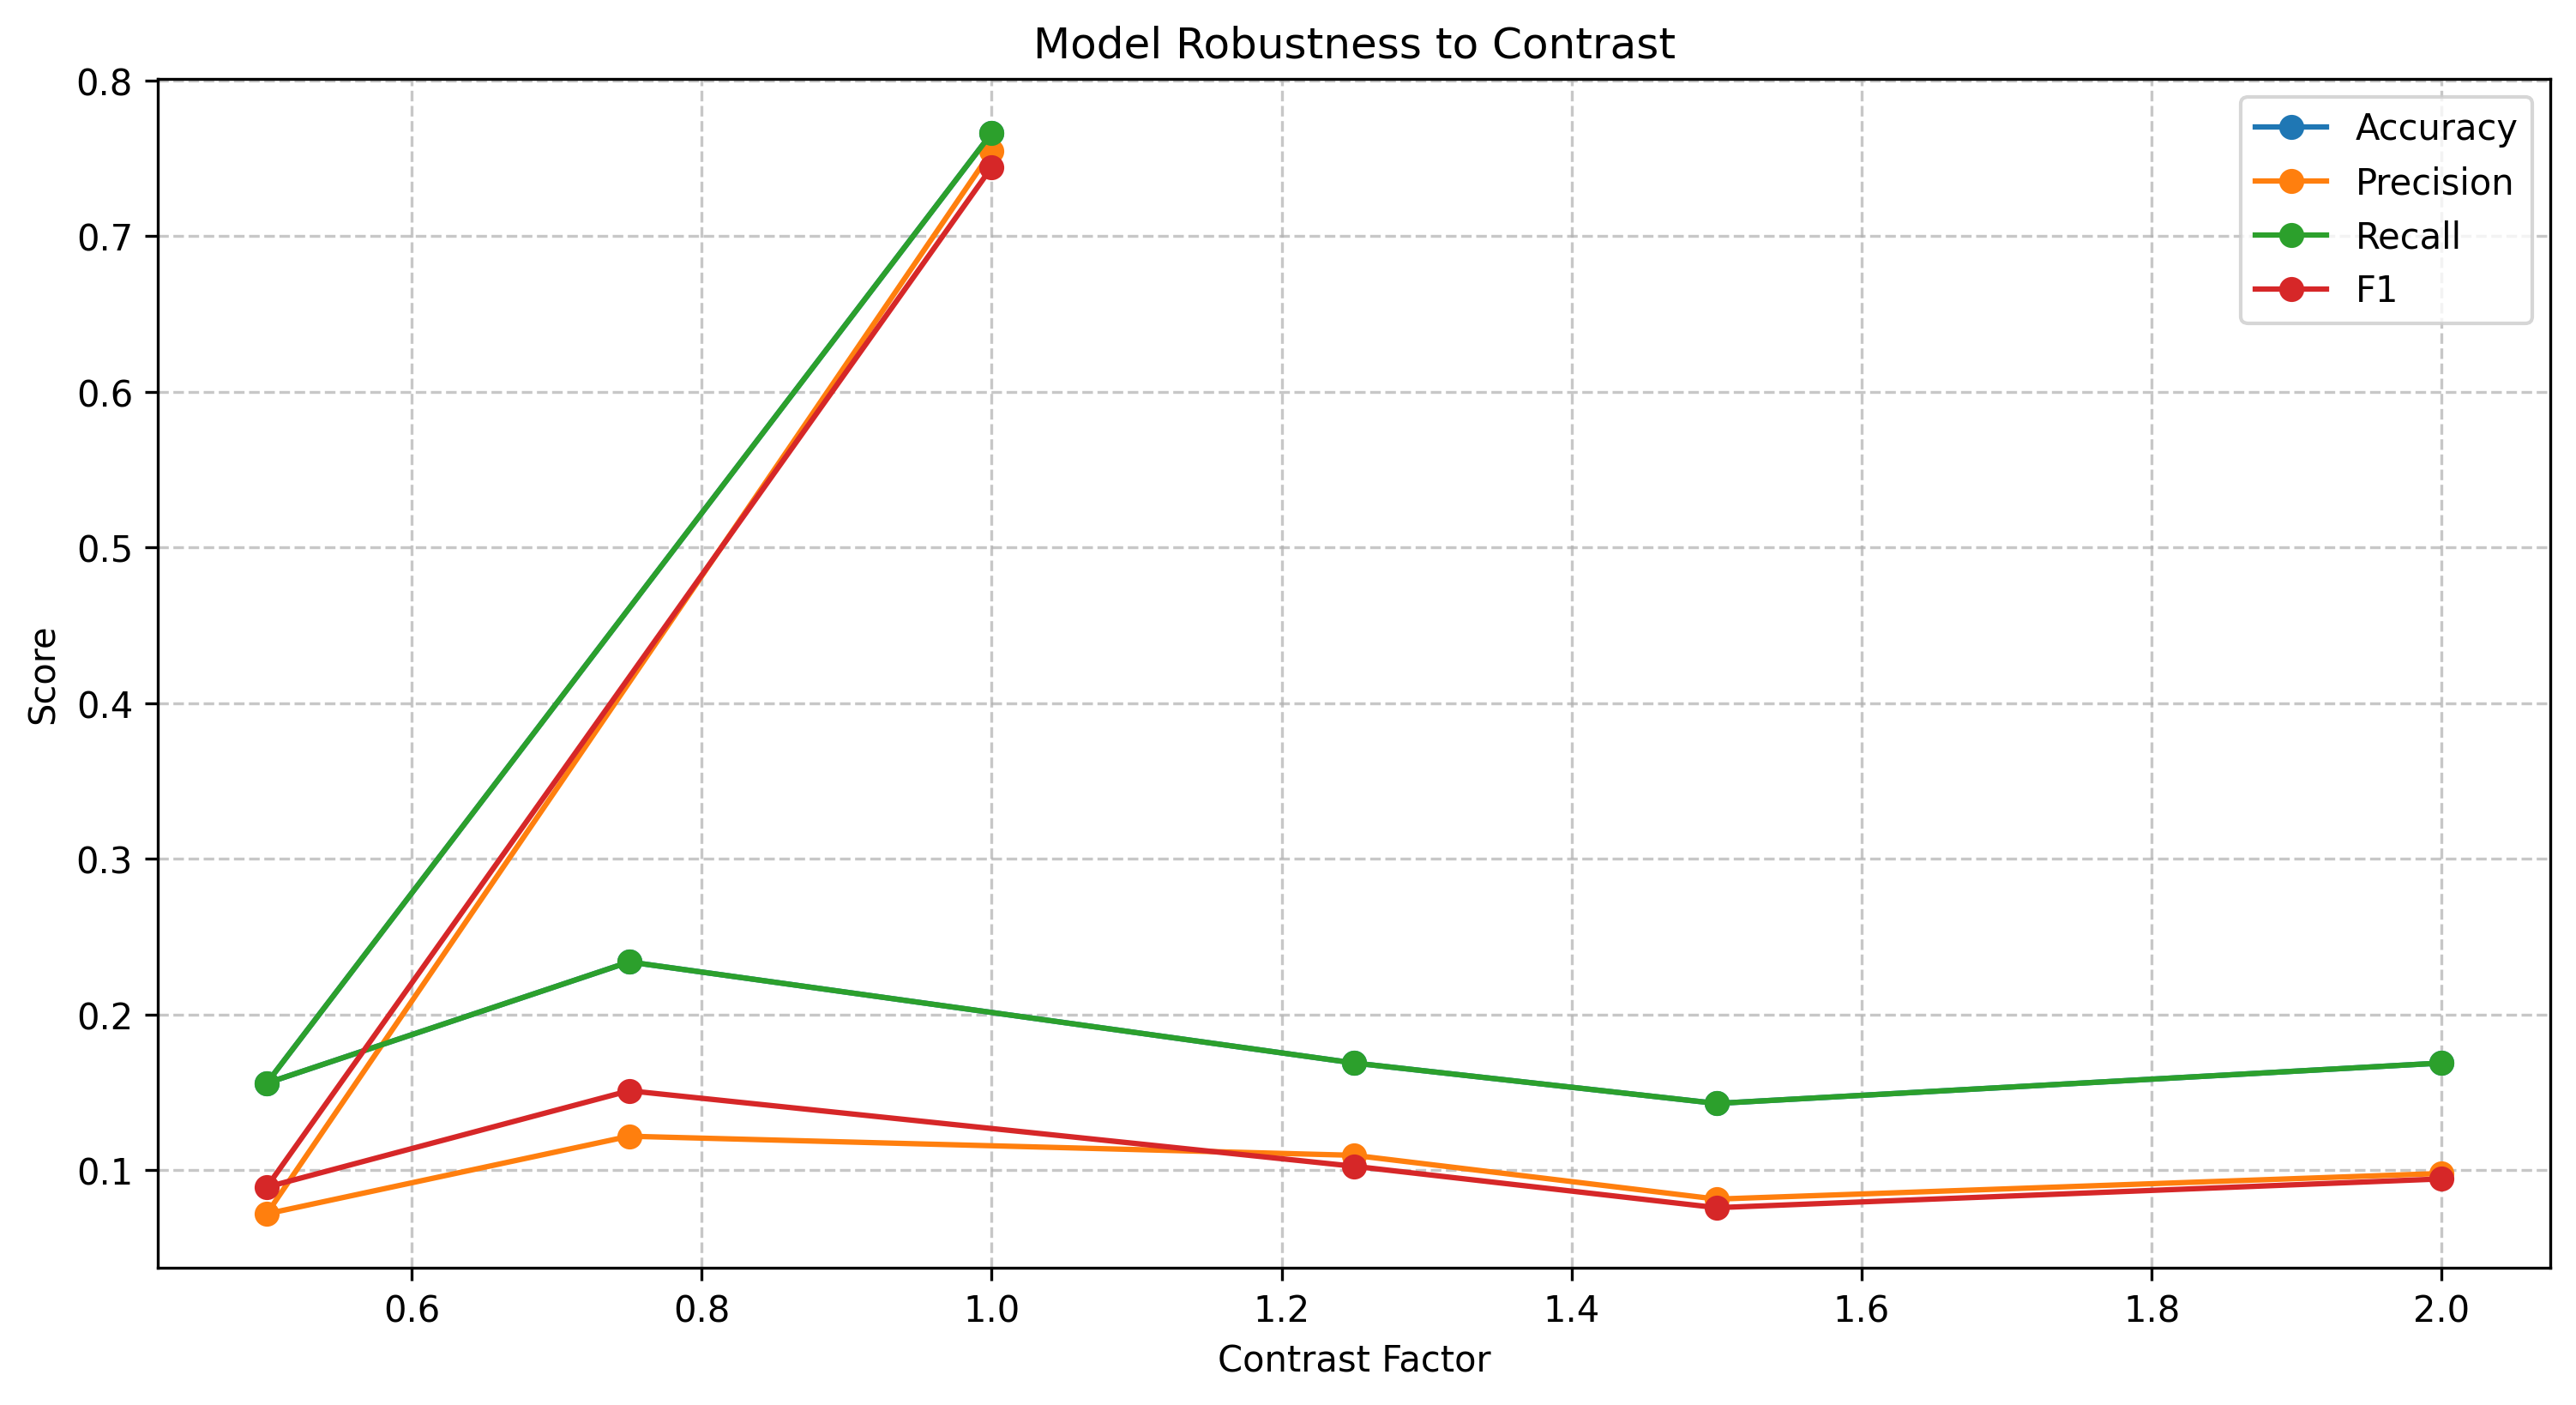 Model Robustness to Contrast
0.8
0.7
0.6
0.5
0.4
0.3
0.2
0.1
Score
Accuracy
Precision
Recall
F1
0.6 0.8 1.0 1.2 1.4 1.6 1.8 2.0
Contrast Factor